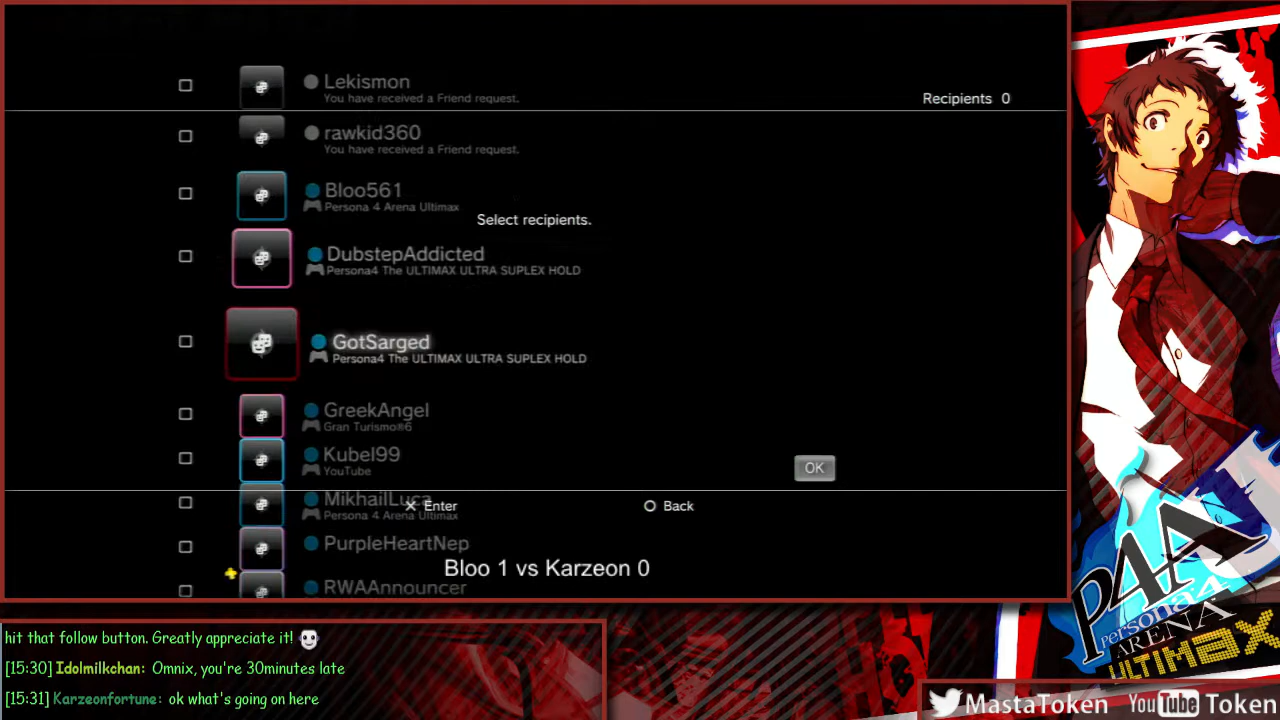 Lekismon
You have received a Friend request.
Recipients 0
rawkid360
You have received a Friend request.
Bloo561
Persona 4 Arena Ultimax
Select recipients.
DubstepAddicted
Persona4 The ULTIMAX ULTRA SUPLEX HOLD
GotSarged
Persona4 The ULTIMAX ULTRA SUPLEX HOLD
GreekAngel
Gran Turismo®6
Kubel99
YouTube
OK
MikhailLuca
Persona 4 Arena Ultimax
Enter
Back
PurpleHeartNep
Bloo 1 vs Karzeon 0
RWAAnnouncer
hit that follow button. Greatly appreciate it!
[15:30] Idolmilkchan: Omnix, you're 30minutes late
[15:31] Karzeonfortune: ok what's going on here
P4AU
Persona4
ARENA
ULTIMAX
MastaToken
YouTube Token